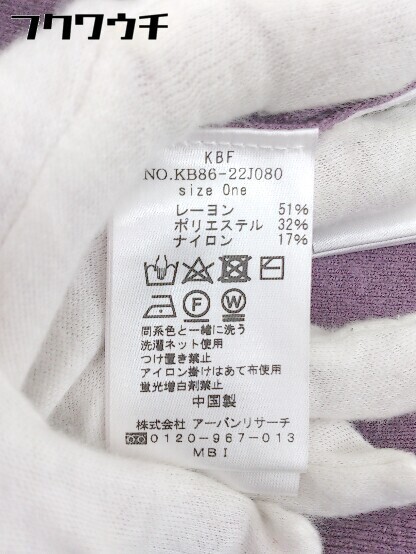 フクワウチ
KBF
NO.KB86-22J080
size One
レーヨン 51%
ポリエステル 32%
ナイロン 17%
F W
同系色と一緒に洗う
洗濯ネット使用
つけ置き禁止
アイロン掛けはあて布使用
蛍光増白剤禁止
中国製
株式会社 アーバンリサーチ
0120-967-013
MBI